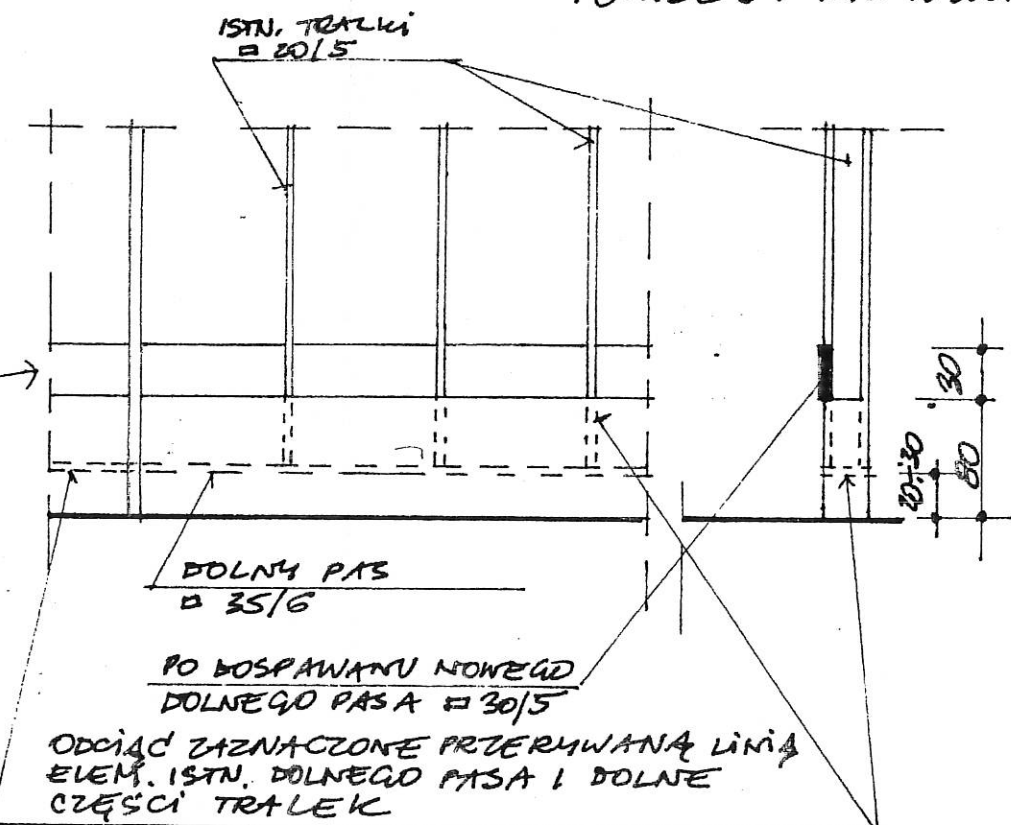 ISTN. TRALKI
▭ 20/5
30
80
20÷30
DOLNY PAS
▭ 35/6
PO DOSPAWANU NOWEGO
DOLNEGO PASA ▭ 30/5
ODCIĄĆ ZAZNACZONE PRZERYWANĄ LINIĄ
ELEM. ISTN. DOLNEGO PASA I DOLNE
CZĘŚCI TRALEK